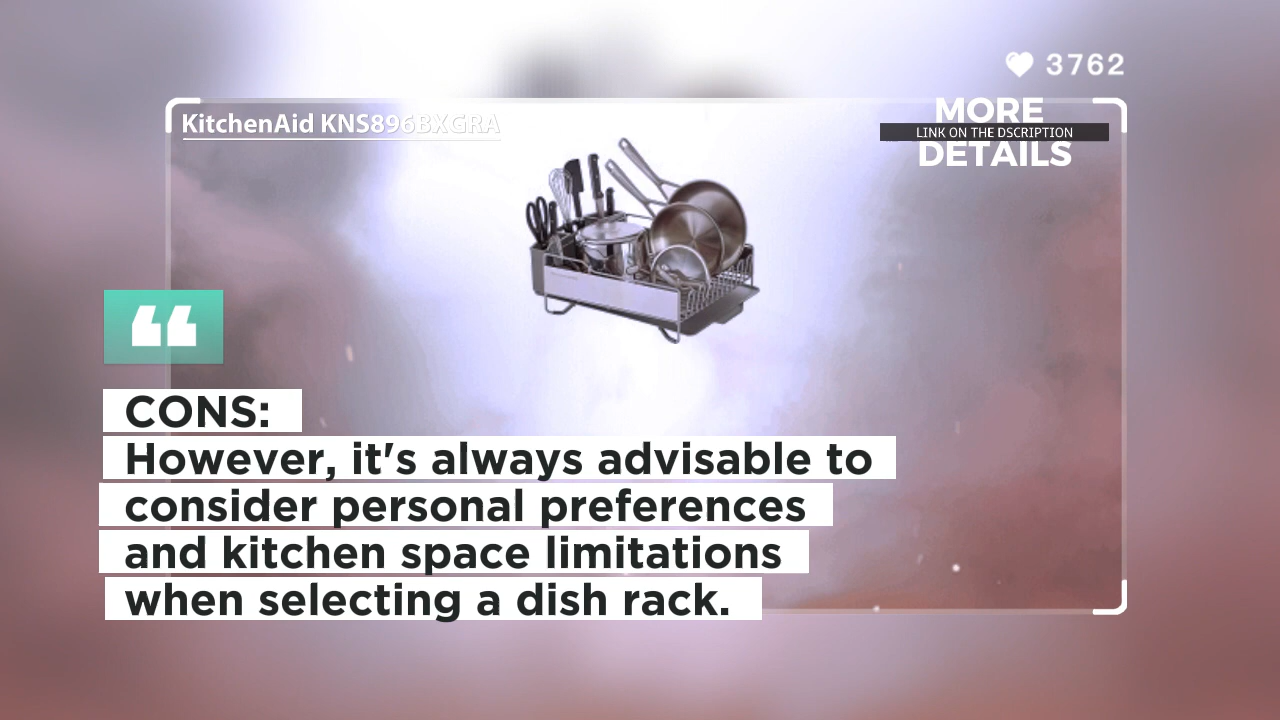 3762
KitchenAid KNS896BXGRA
MORE
LINK ON THE DSCRIPTION
DETAILS
“
CONS:
However, it's always advisable to
consider personal preferences
and kitchen space limitations
when selecting a dish rack.